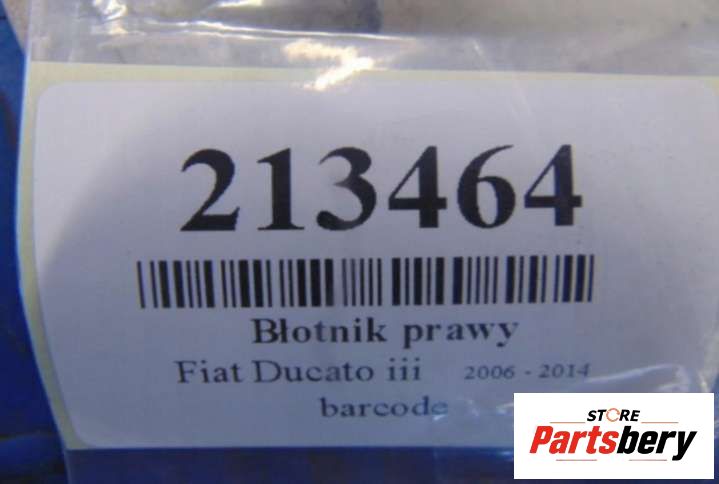 213464
Błotnik prawy
Fiat Ducato iii 2006 - 2014
barcode
STORE
Partsbery